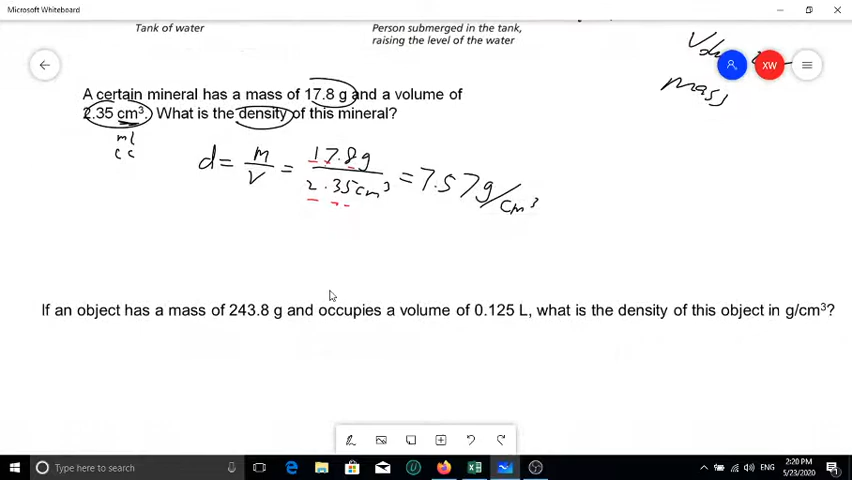 Microsoft Whiteboard
Tank of water
Person submerged in the tank,
raising the level of the water
mass
XW
A certain mineral has a mass of 17.8 g and a volume of
2.35 cm³. What is the density of this mineral?
ml
cc
d = m/v = 17.8g / 2.35cm³ = 7.57g/cm³
If an object has a mass of 243.8 g and occupies a volume of 0.125 L, what is the density of this object in g/cm³?
Type here to search
ENG
2:20 PM
5/23/2020